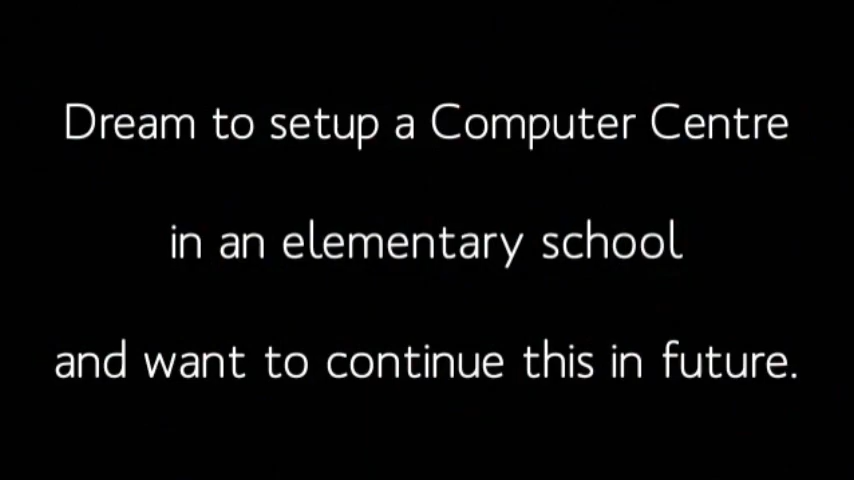 Dream to setup a Computer Centre
in an elementary school
and want to continue this in future.